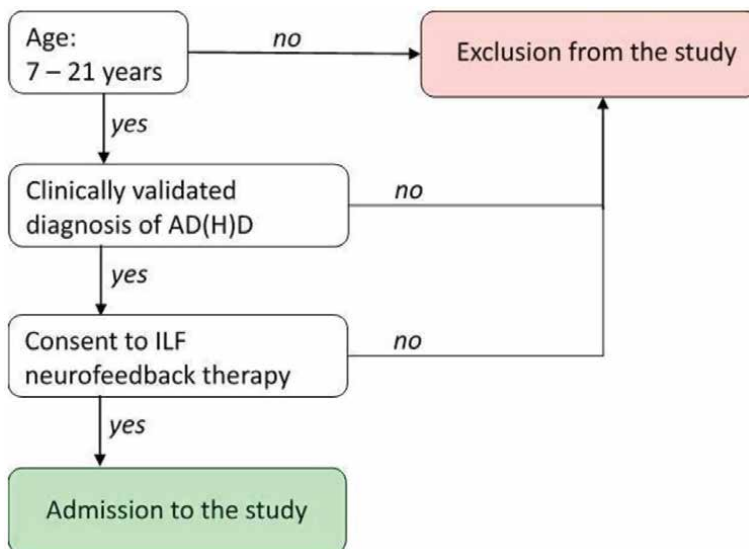 Age:
7 – 21 years
no
Exclusion from the study
yes
Clinically validated
diagnosis of AD(H)D
no
yes
Consent to ILF
neurofeedback therapy
no
yes
Admission to the study